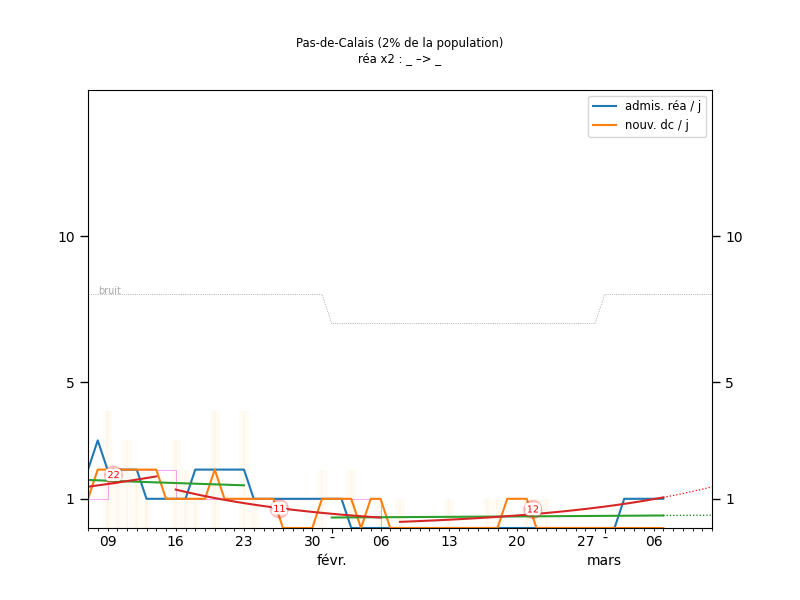 Pas-de-Calais (2% de la population)
réa x2 : _ –> _
admis. réa / j
nouv. dc / j
10
10
bruit
5
5
22
11
12
1
1
09
16
23
30
-
06
13
20
27
-
06
févr.
mars